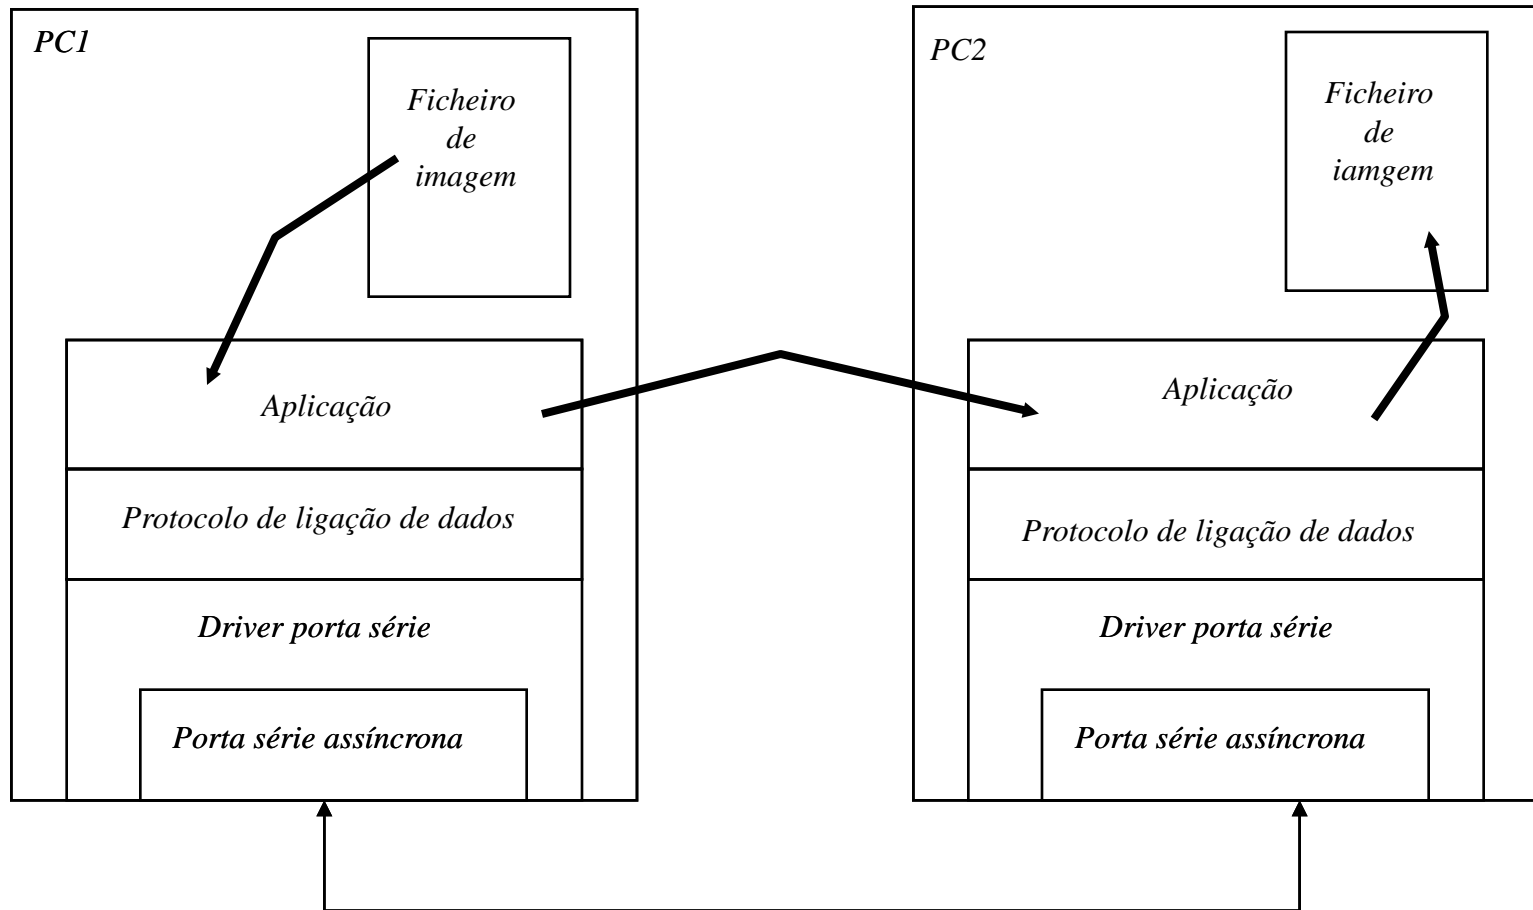 PC1
Ficheiro
de
imagem
Aplicação
Protocolo de ligação de dados
Driver porta série
Porta série assíncrona
PC2
Ficheiro
de
iamgem
Aplicação
Protocolo de ligação de dados
Driver porta série
Porta série assíncrona